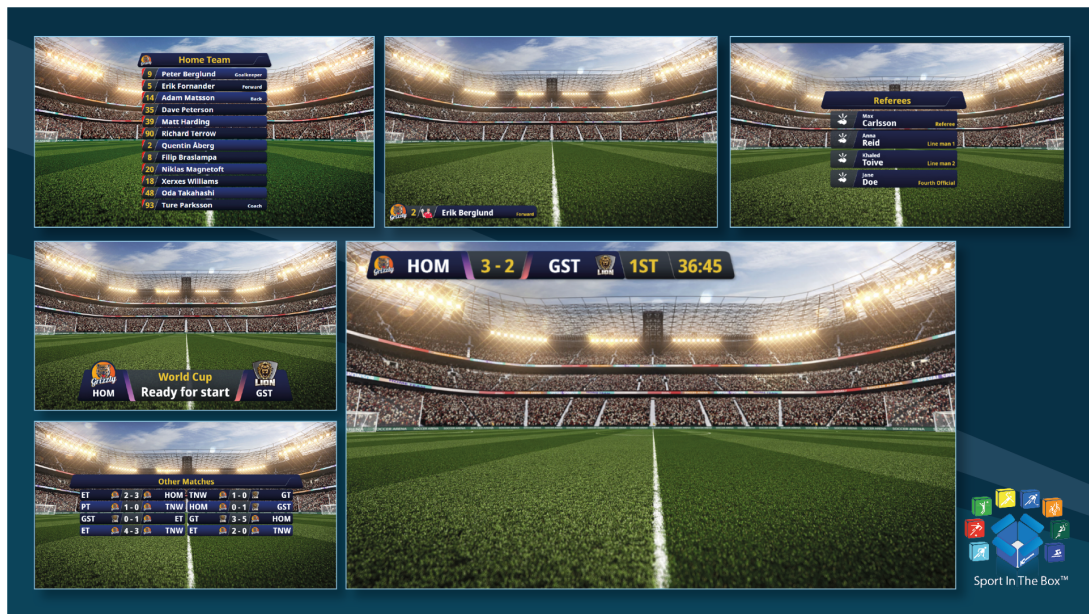 Home Team
9 Peter Berglund Goalkeeper
5 Erik Fornander Forward
14 Adam Matsson Back
35 Dave Peterson
39 Matt Harding
90 Richard Terrow
2 Quentin Åberg
8 Filip Braslampa
20 Niklas Magnetoft
18 Xerxes Williams
48 Oda Takahashi
93 Ture Parksson Coach
Grizzly 2 Erik Berglund Forward
Referees
Max
Carlsson Referee
Anna
Reid Line man 1
Khaled
Toive Line man 2
Jane
Doe Fourth Official
Grizzly World Cup LION
HOM Ready for start GST
Grizzly HOM 3 - 2 GST LION 1ST 36:45
Other Matches
ET 2 - 3 HOM TNW 1 - 0 GT
PT 1 - 0 TNW HOM 0 - 1 GST
GST 0 - 1 ET GT 3 - 5 HOM
ET 4 - 3 TNW ET 2 - 0 TNW
Sport In The Box™